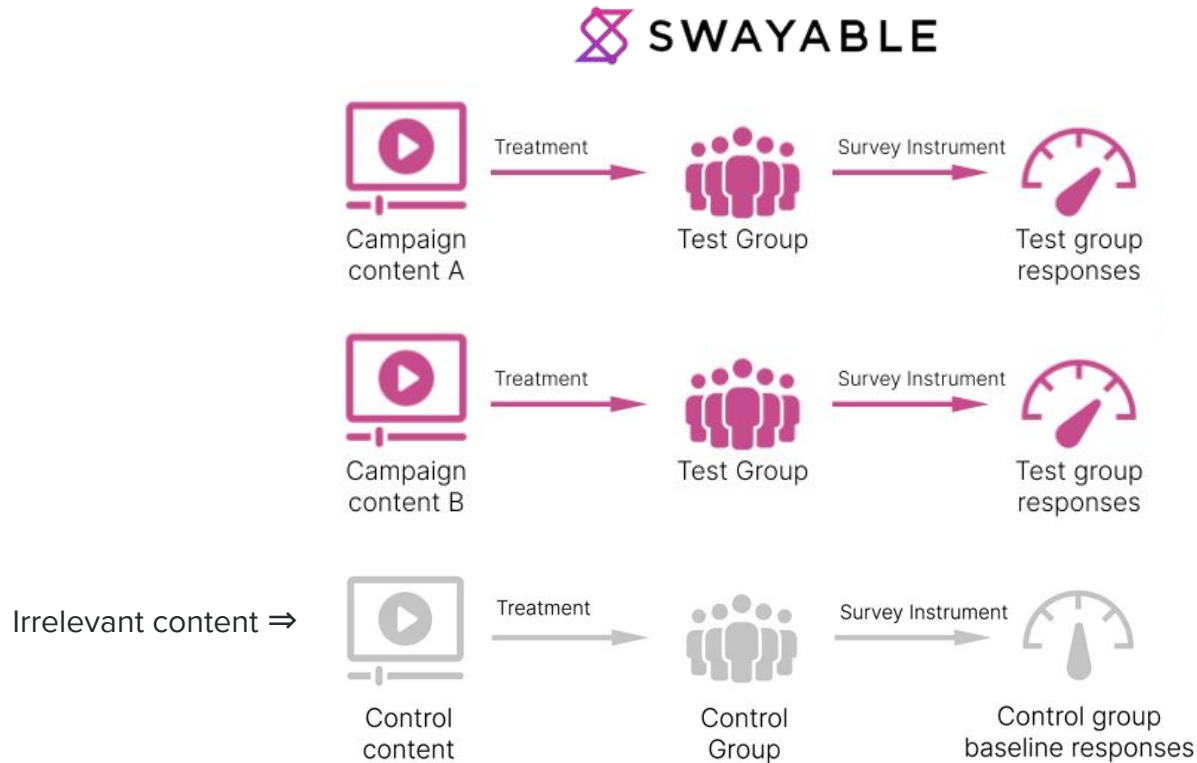 SWAYABLE
Treatment
Survey Instrument
Campaign
content A
Test Group
Test group
responses
Treatment
Survey Instrument
Campaign
content B
Test Group
Test group
responses
Irrelevant content ⇒
Treatment
Survey Instrument
Control
content
Control
Group
Control group
baseline responses